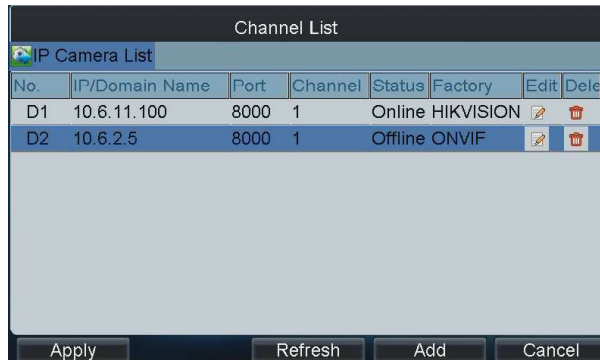 Channel List
IP Camera List
No. IP/Domain Name Port Channel Status Factory Edit Dele
D1 10.6.11.100 8000 1 Online HIKVISION
D2 10.6.2.5 8000 1 Offline ONVIF
Apply Refresh Add Cancel